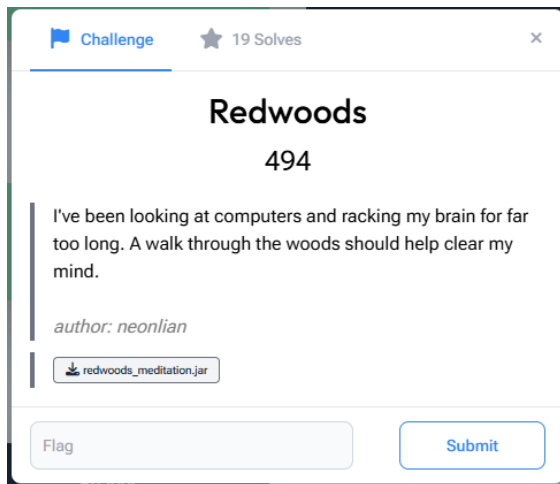 Challenge
19 Solves
×
Redwoods
494
I've been looking at computers and racking my brain for far
too long. A walk through the woods should help clear my
mind.
author: neonlian
redwoods_meditation.jar
Flag
Submit